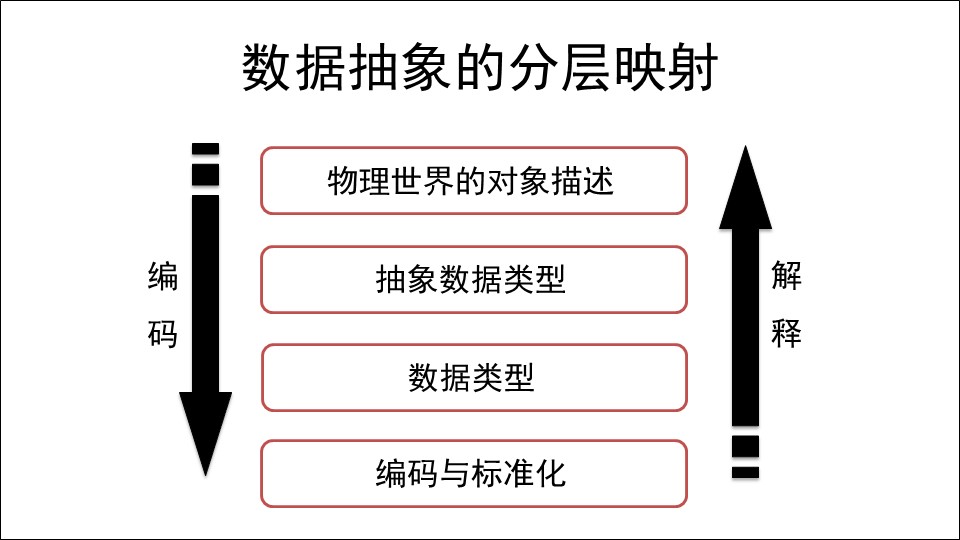 数据抽象的分层映射
物理世界的对象描述
抽象数据类型
数据类型
编码与标准化
编
码
解
释